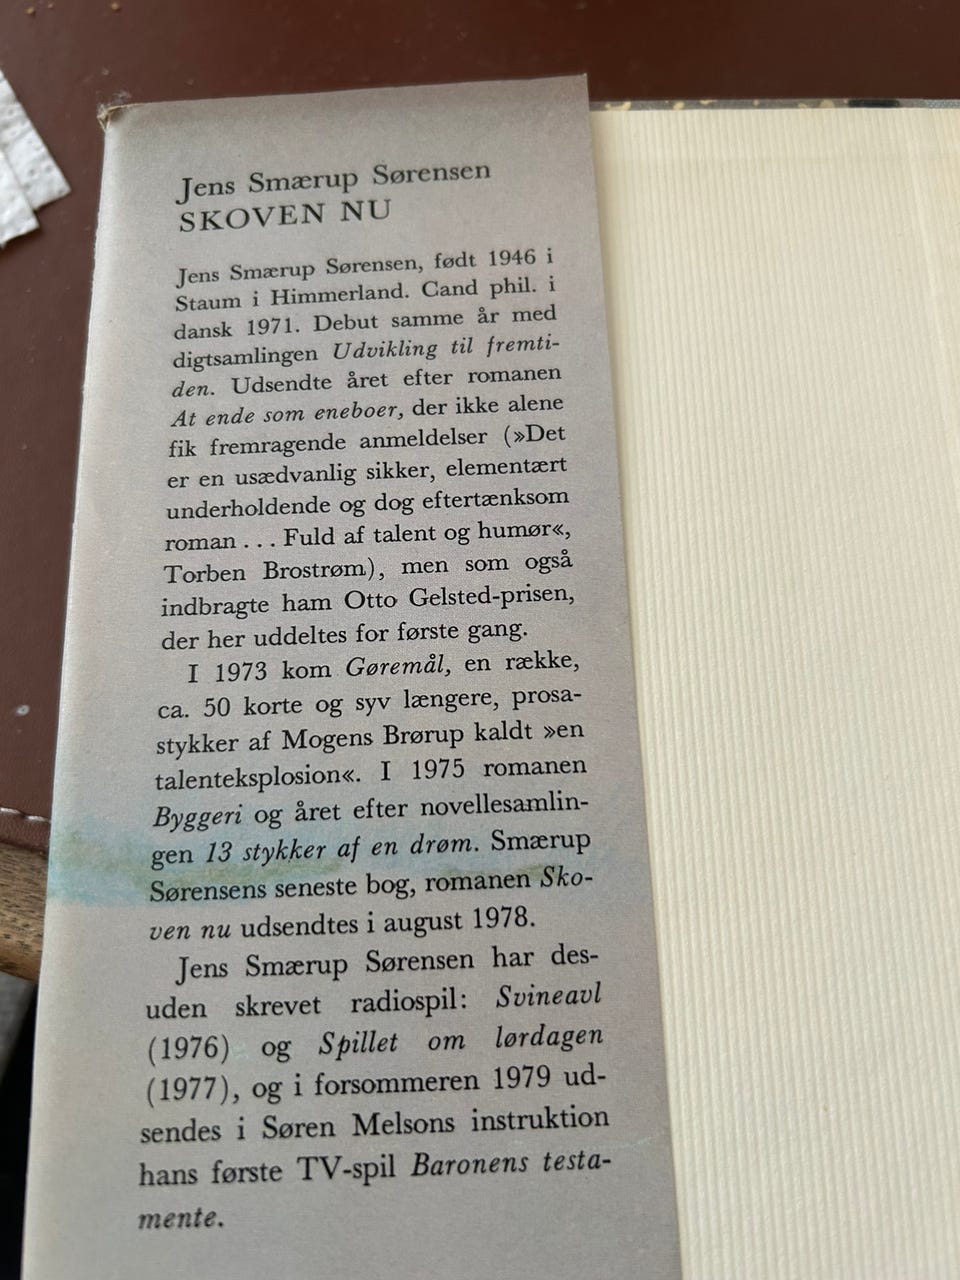 Jens Smærup Sørensen
SKOVEN NU
Jens Smærup Sørensen, født 1946 i
Staum i Himmerland. Cand phil. i
dansk 1971. Debut samme år med
digtsamlingen Udvikling til fremti-
den. Udsendte året efter romanen
At ende som eneboer, der ikke alene
fik fremragende anmeldelser (»Det
er en usædvanlig sikker, elementært
underholdende og dog eftertænksom
roman . . . Fuld af talent og humør«,
Torben Brostrøm), men som også
indbragte ham Otto Gelsted-prisen,
der her uddeltes for første gang.
I 1973 kom Gøremål, en række,
ca. 50 korte og syv længere, prosa-
stykker af Mogens Brørup kaldt »en
talenteksplosion«. I 1975 romanen
Byggeri og året efter novellesamlin-
gen 13 stykker af en drøm. Smærup
Sørensens seneste bog, romanen Sko-
ven nu udsendtes i august 1978.
Jens Smærup Sørensen har des-
uden skrevet radiospil: Svineavl
(1976) og Spillet om lørdagen
(1977), og i forsommeren 1979 ud-
sendes i Søren Melsons instruktion
hans første TV-spil Baronens testa-
mente.